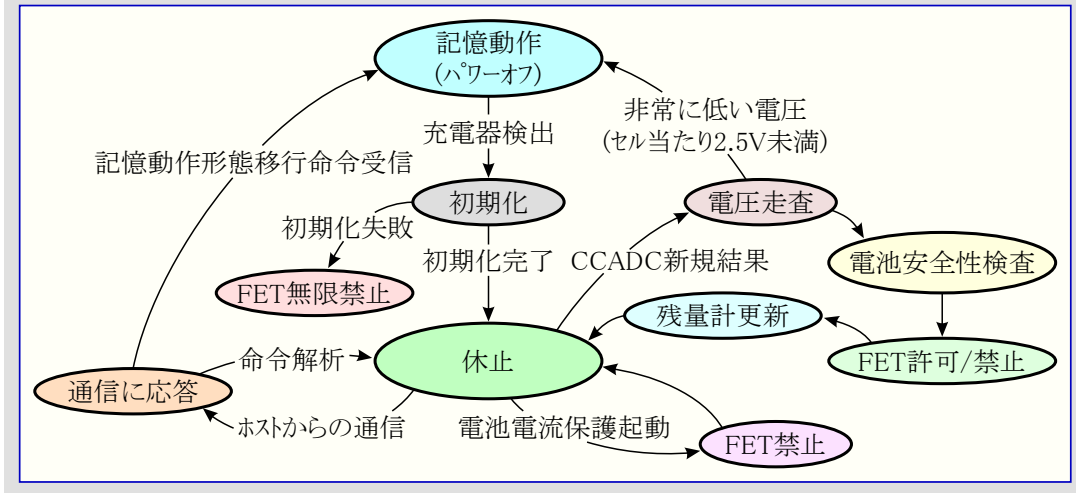 記憶動作
(ﾊﾟﾜｰｵﾌ)
非常に低い電圧
(ｾﾙ当たり2.5V未満)
充電器検出
記憶動作形態移行命令受信
初期化
電圧走査
初期化失敗
初期化完了
CCADC新規結果
電池安全性検査
FET無限禁止
残量計更新
命令解析
休止
FET許可/禁止
通信に応答
ﾎｽﾄからの通信
電池電流保護起動
FET禁止